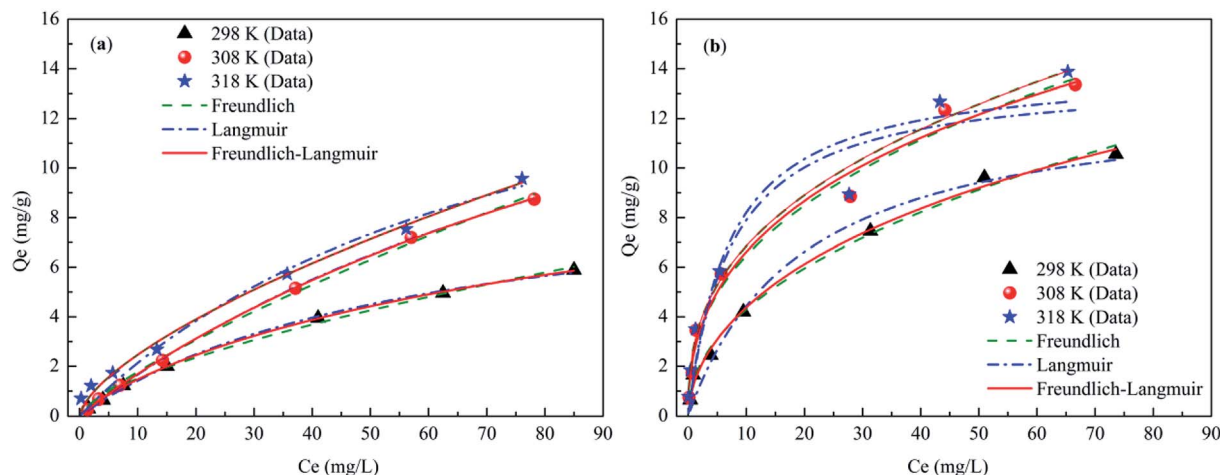 (a)
298 K (Data)
308 K (Data)
318 K (Data)
Freundlich
Langmuir
Freundlich-Langmuir
16
14
12
10
8
6
4
2
0
Qe (mg/g)
0 10 20 30 40 50 60 70 80 90
Ce (mg/L)
(b)
298 K (Data)
308 K (Data)
318 K (Data)
Freundlich
Langmuir
Freundlich-Langmuir
16
14
12
10
8
6
4
2
0
Qe (mg/g)
0 10 20 30 40 50 60 70 80 90
Ce (mg/L)